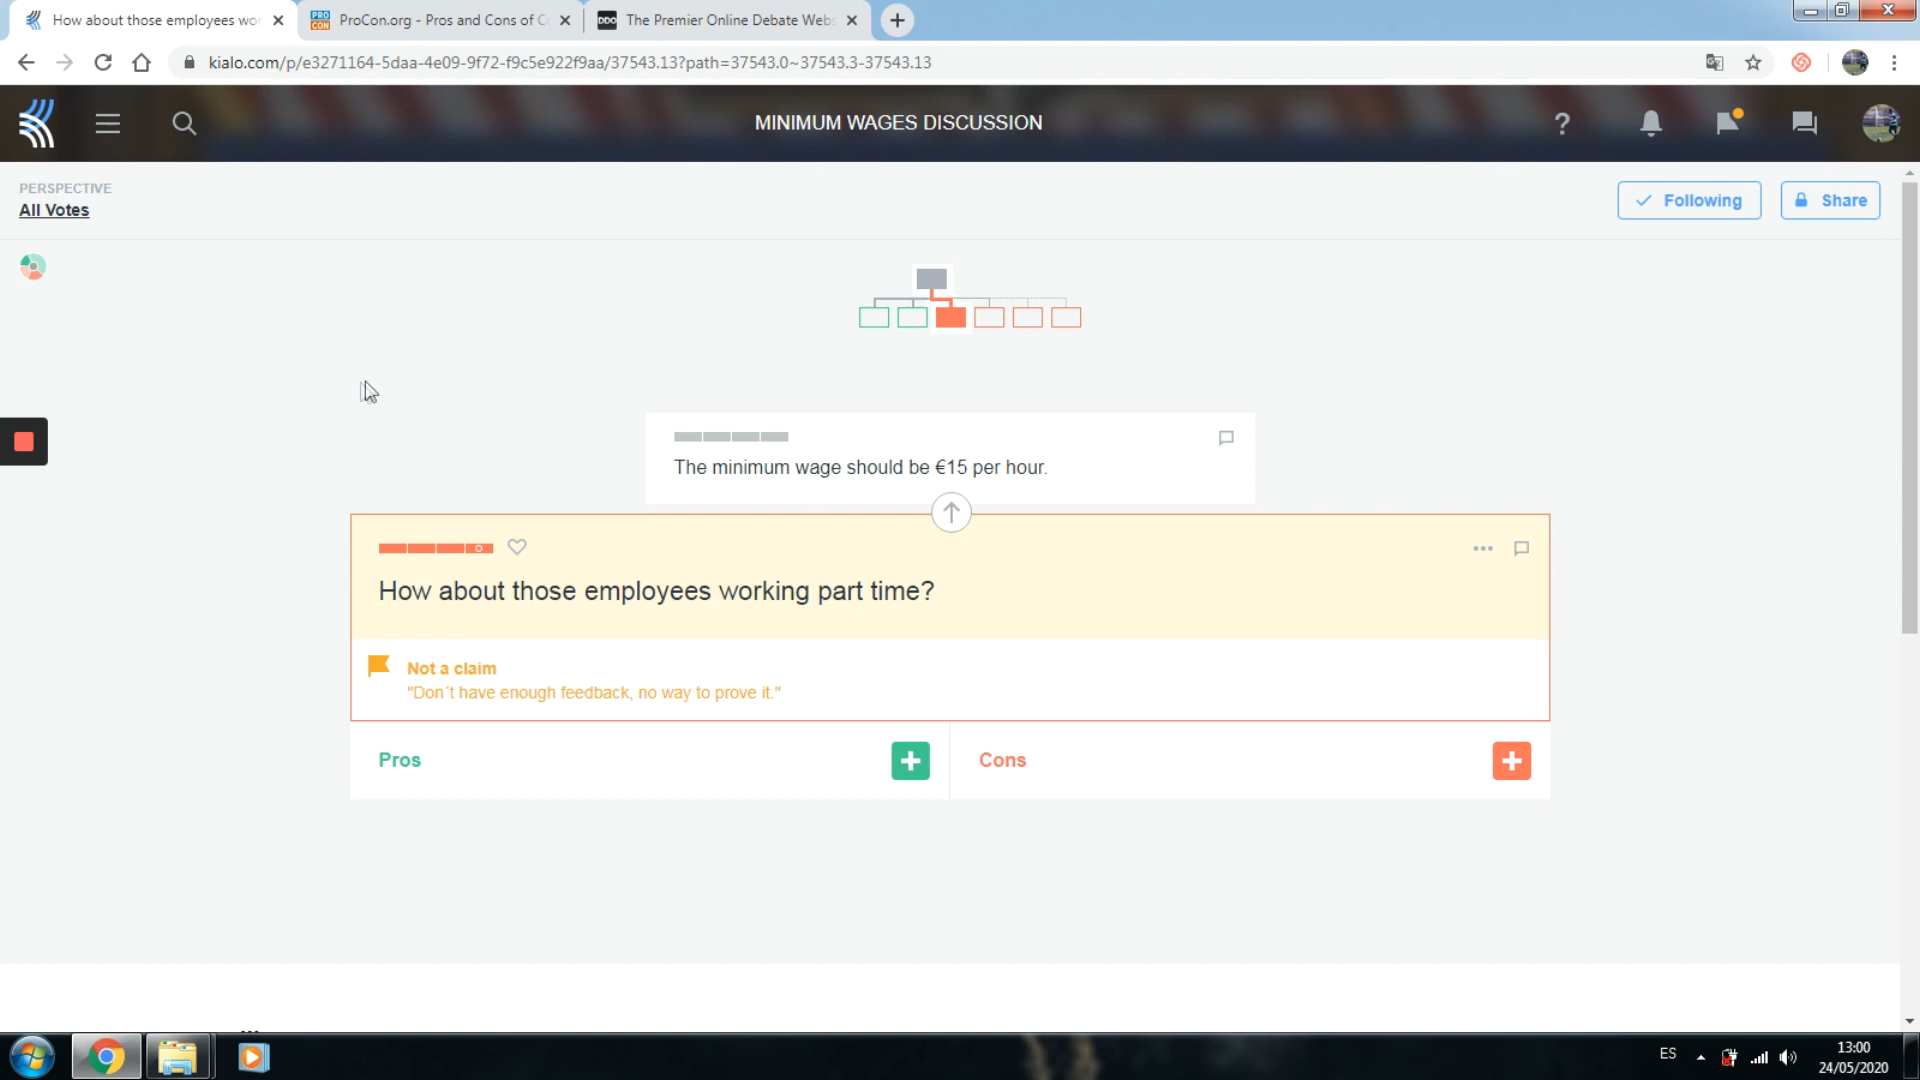 How about those employees wor
ProCon.org - Pros and Cons of C
The Premier Online Debate Webs
kialo.com/p/e3271164-5daa-4e09-9f72-f9c5e922f9aa/37543.13?path=37543.0~37543.3-37543.13
MINIMUM WAGES DISCUSSION
PERSPECTIVE
All Votes
Following
Share
The minimum wage should be €15 per hour.
How about those employees working part time?
Not a claim
"Don´t have enough feedback, no way to prove it."
Pros
Cons
ES
13:00
24/05/2020